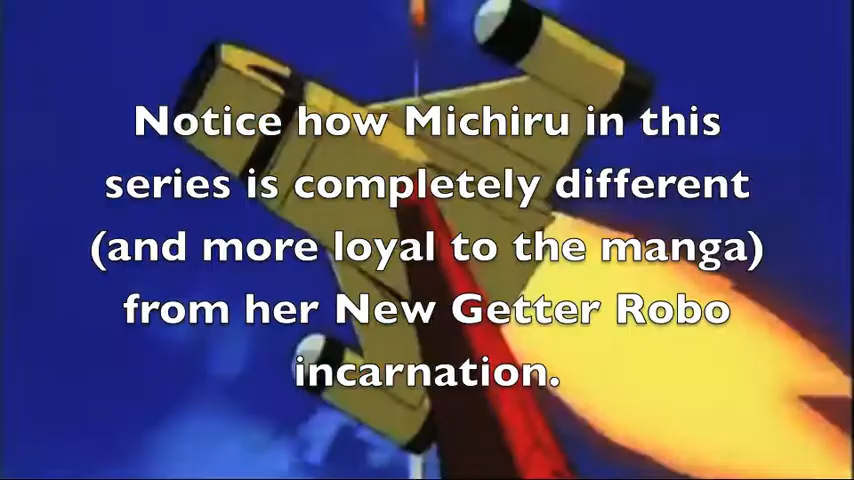 Notice how Michiru in this
series is completely different
(and more loyal to the manga)
from her New Getter Robo
incarnation.